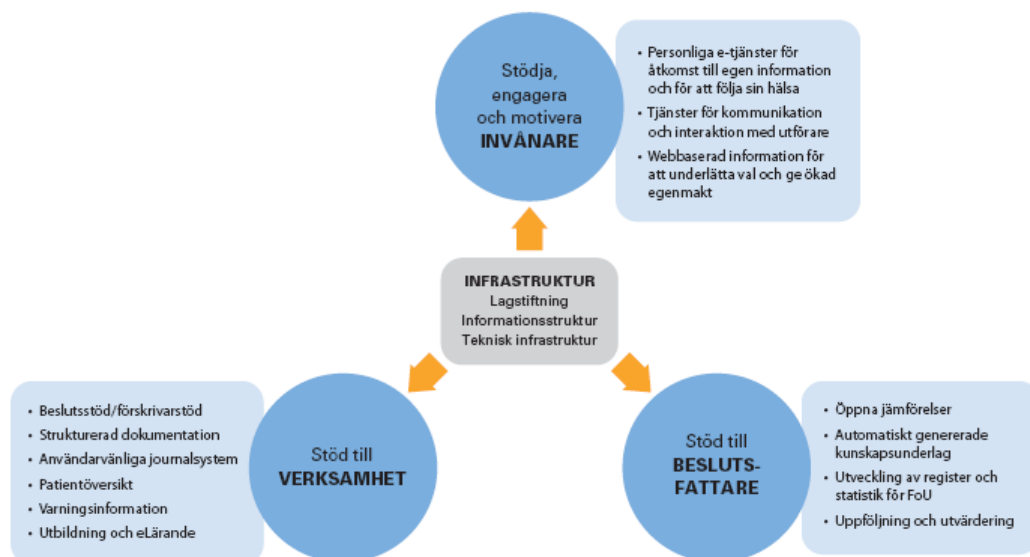 Stödja,
engagera
och motivera
INVÅNARE
• Personliga e-tjänster för
åtkomst till egen information
och för att följa sin hälsa
• Tjänster för kommunikation
och interaktion med utförare
• Webbaserad information för
att underlätta val och ge ökad
egenmakt
INFRASTRUKTUR
Lagstiftning
Informationsstruktur
Teknisk infrastruktur
• Beslutsstöd/förskrivarstöd
• Strukturerad dokumentation
• Användarvänliga journalsystem
• Patientöversikt
• Varningsinformation
• Utbildning och eLärande
Stöd till
VERKSAMHET
Stöd till
BESLUTS-
FATTARE
• Öppna jämförelser
• Automatiskt genererade
kunskapsunderlag
• Utveckling av register och
statistik för FoU
• Uppföljning och utvärdering